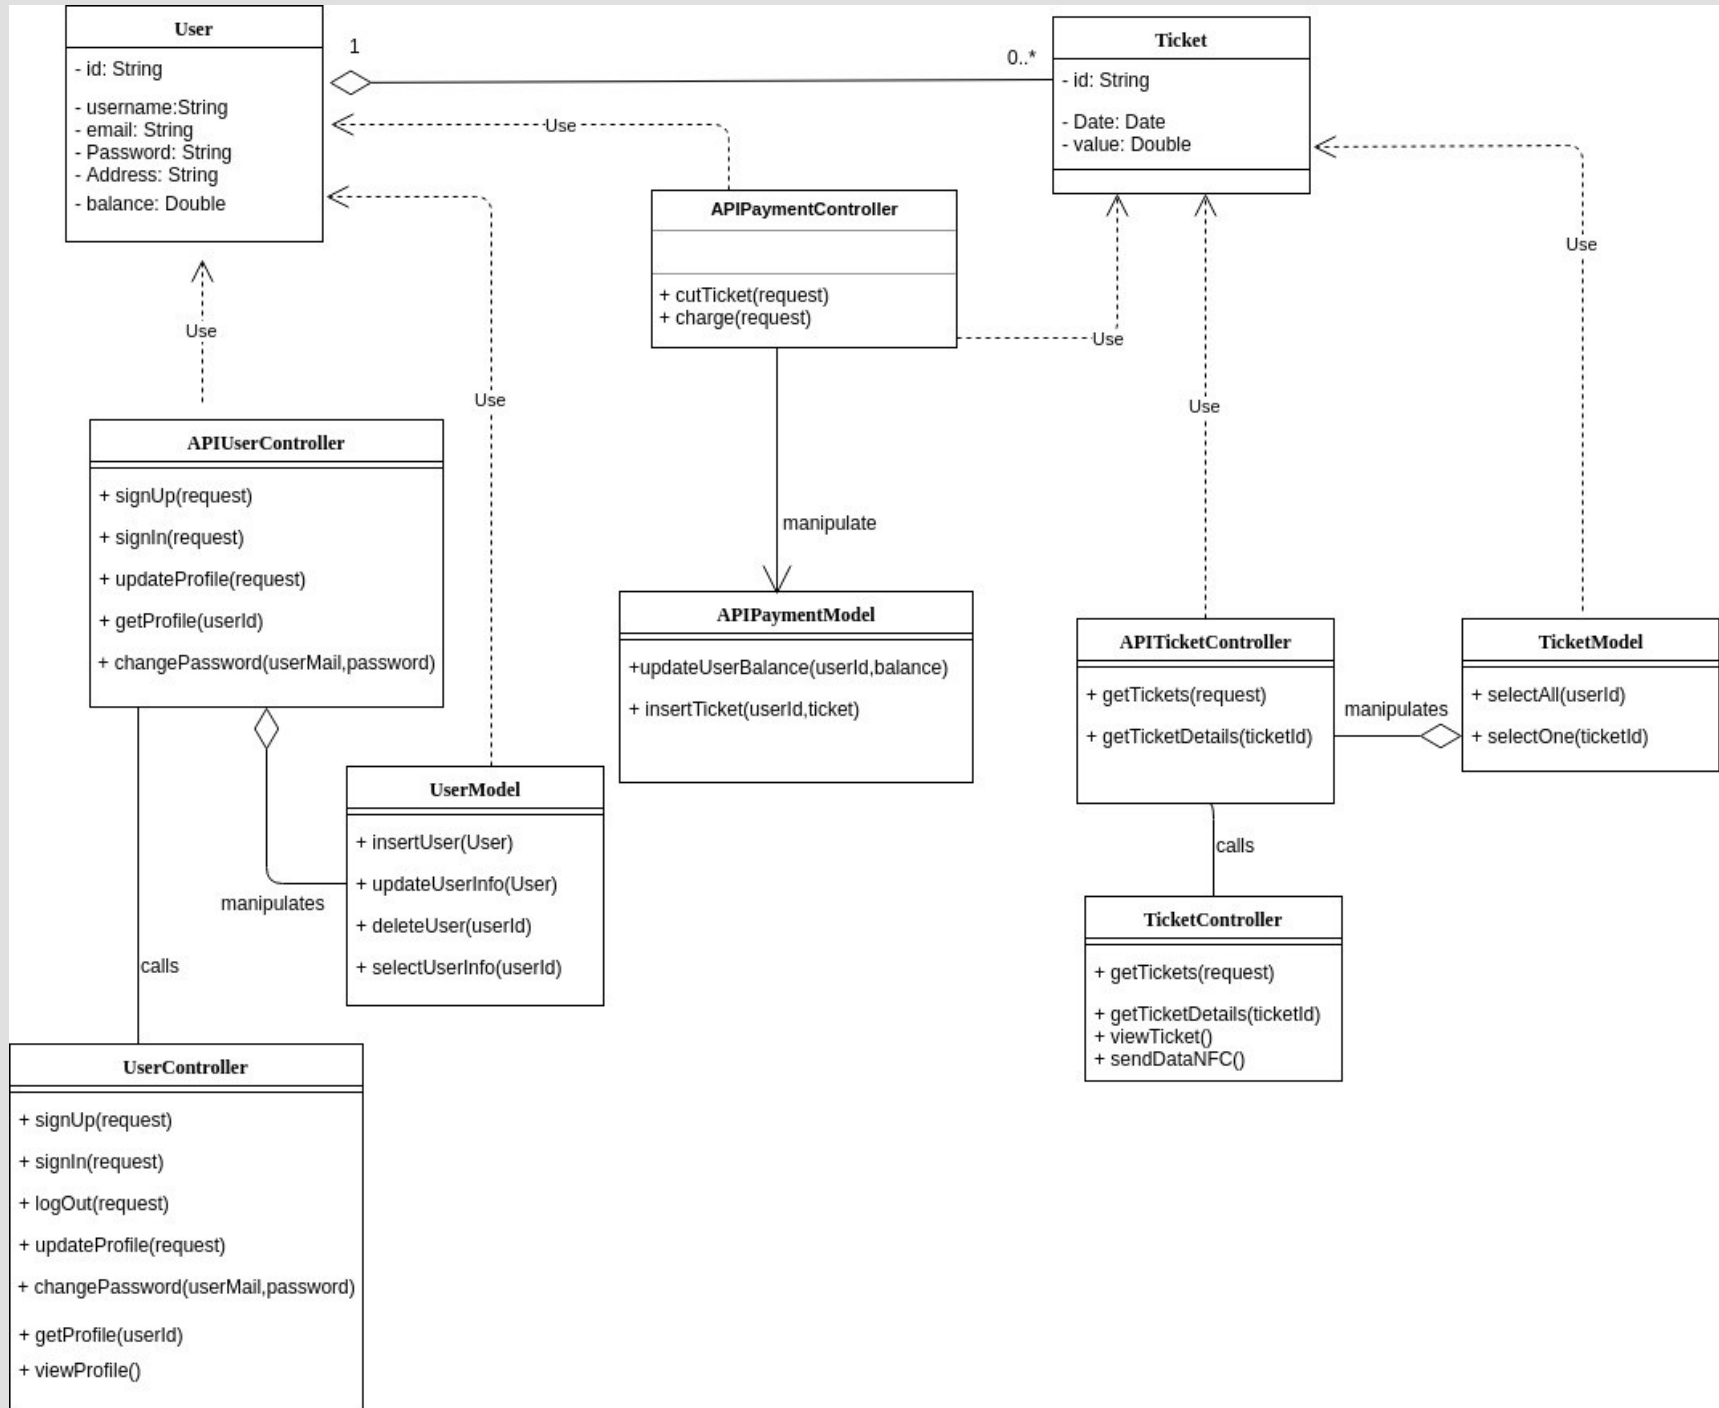 User
- id: String
- username:String
- email: String
- Password: String
- Address: String
- balance: Double
1
0..*
Ticket
- id: String
- Date: Date
- value: Double
Use
APIPaymentController
+ cutTicket(request)
+ charge(request)
Use
Use
Use
Use
Use
manipulate
APIUserController
+ signUp(request)
+ signIn(request)
+ updateProfile(request)
+ getProfile(userId)
+ changePassword(userMail,password)
APIPaymentModel
+updateUserBalance(userId,balance)
+ insertTicket(userId,ticket)
APITicketController
+ getTickets(request)
+ getTicketDetails(ticketId)
manipulates
TicketModel
+ selectAll(userId)
+ selectOne(ticketId)
UserModel
+ insertUser(User)
+ updateUserInfo(User)
+ deleteUser(userId)
+ selectUserInfo(userId)
manipulates
calls
calls
TicketController
+ getTickets(request)
+ getTicketDetails(ticketId)
+ viewTicket()
+ sendDataNFC()
UserController
+ signUp(request)
+ signIn(request)
+ logOut(request)
+ updateProfile(request)
+ changePassword(userMail,password)
+ getProfile(userId)
+ viewProfile()